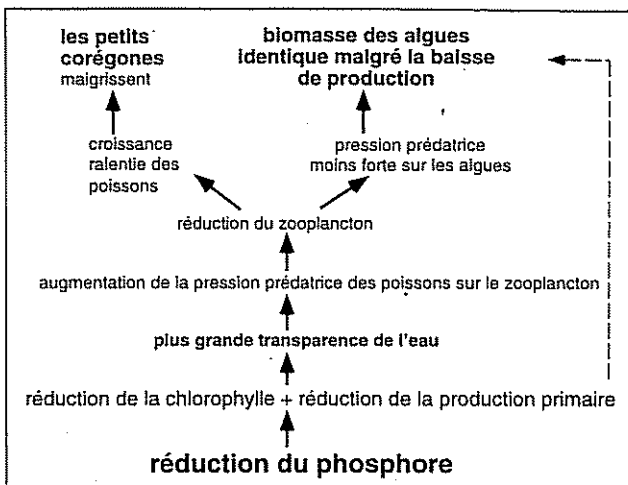 les petits
corégones
maigrissent
biomasse des algues
identique malgré la baisse
de production
croissance
ralentie des
poissons
pression prédatrice
moins forte sur les algues
réduction du zooplancton
augmentation de la pression prédatrice des poissons sur le zooplancton
plus grande transparence de l'eau
réduction de la chlorophylle + réduction de la production primaire
réduction du phosphore